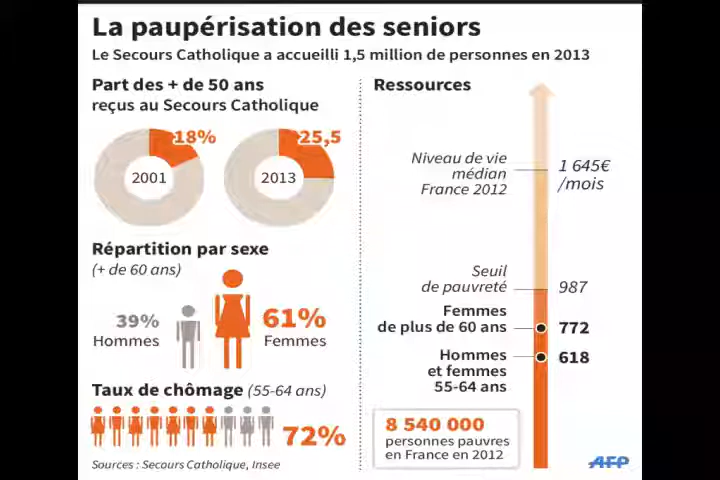 La paupérisation des seniors
Le Secours Catholique a accueilli 1,5 million de personnes en 2013
Part des + de 50 ans
reçus au Secours Catholique
18%
2001
25,5
2013
Répartition par sexe
(+ de 60 ans)
39%
Hommes
61%
Femmes
Taux de chômage (55-64 ans)
72%
Sources : Secours Catholique, Insee
Ressources
Niveau de vie
médian
France 2012
1 645€
/mois
Seuil
de pauvreté
987
Femmes
de plus de 60 ans
772
Hommes
et femmes
55-64 ans
618
8 540 000
personnes pauvres
en France en 2012
AFP